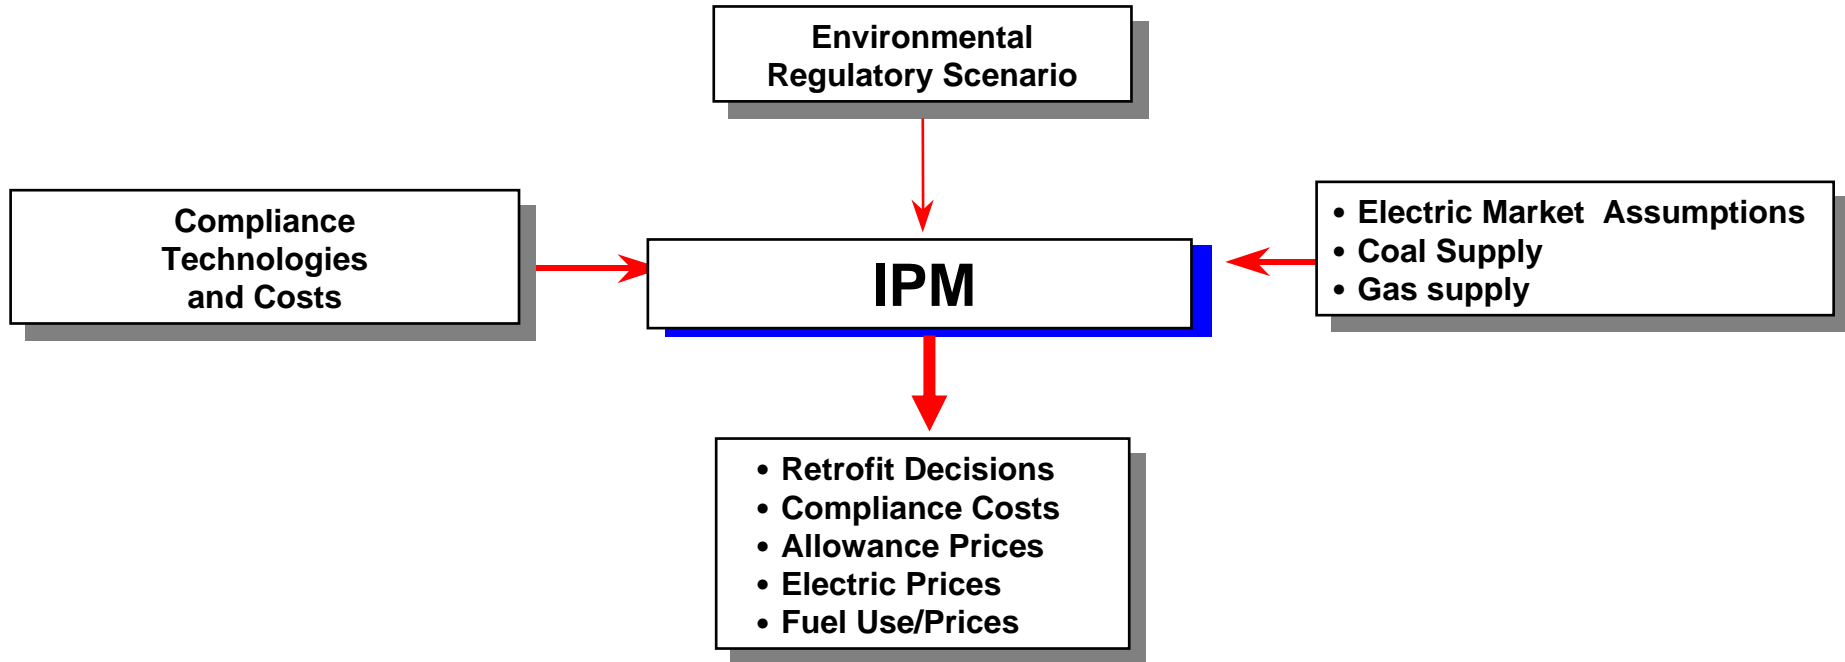 Environmental
Regulatory Scenario
Compliance
Technologies
and Costs
IPM
• Electric Market  Assumptions
• Coal Supply
• Gas supply
• Retrofit Decisions
• Compliance Costs
• Allowance Prices
• Electric Prices
• Fuel Use/Prices